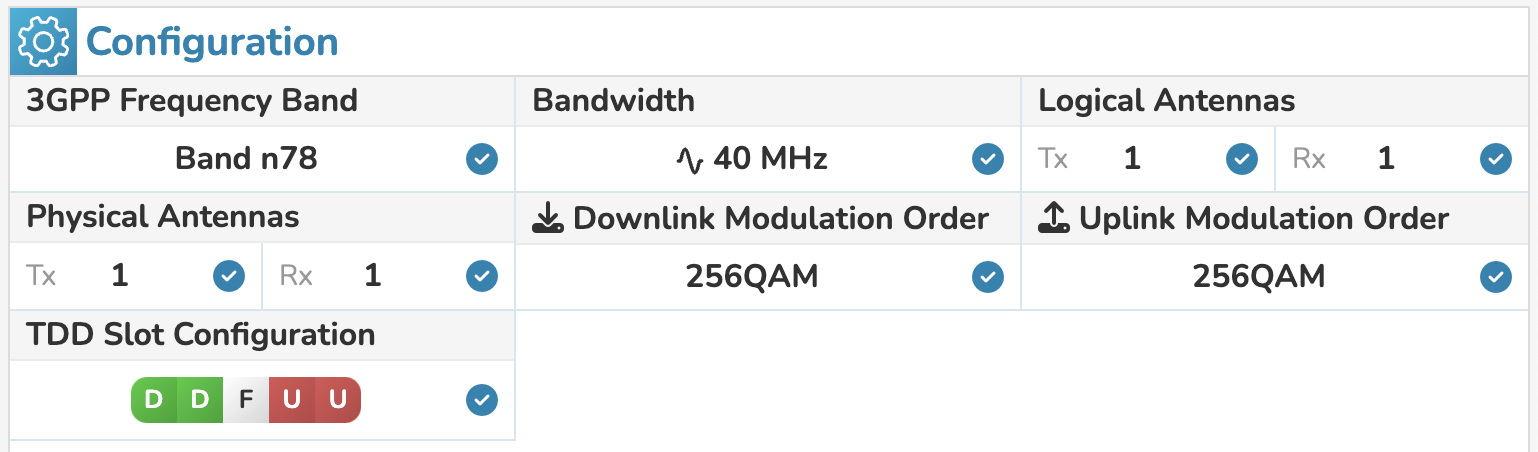 Configuration
3GPP Frequency Band
Bandwidth
Logical Antennas
Band n78
40 MHz
Tx 1
Rx 1
Physical Antennas
Downlink Modulation Order
Uplink Modulation Order
Tx 1
Rx 1
256QAM
256QAM
TDD Slot Configuration
D D F U U